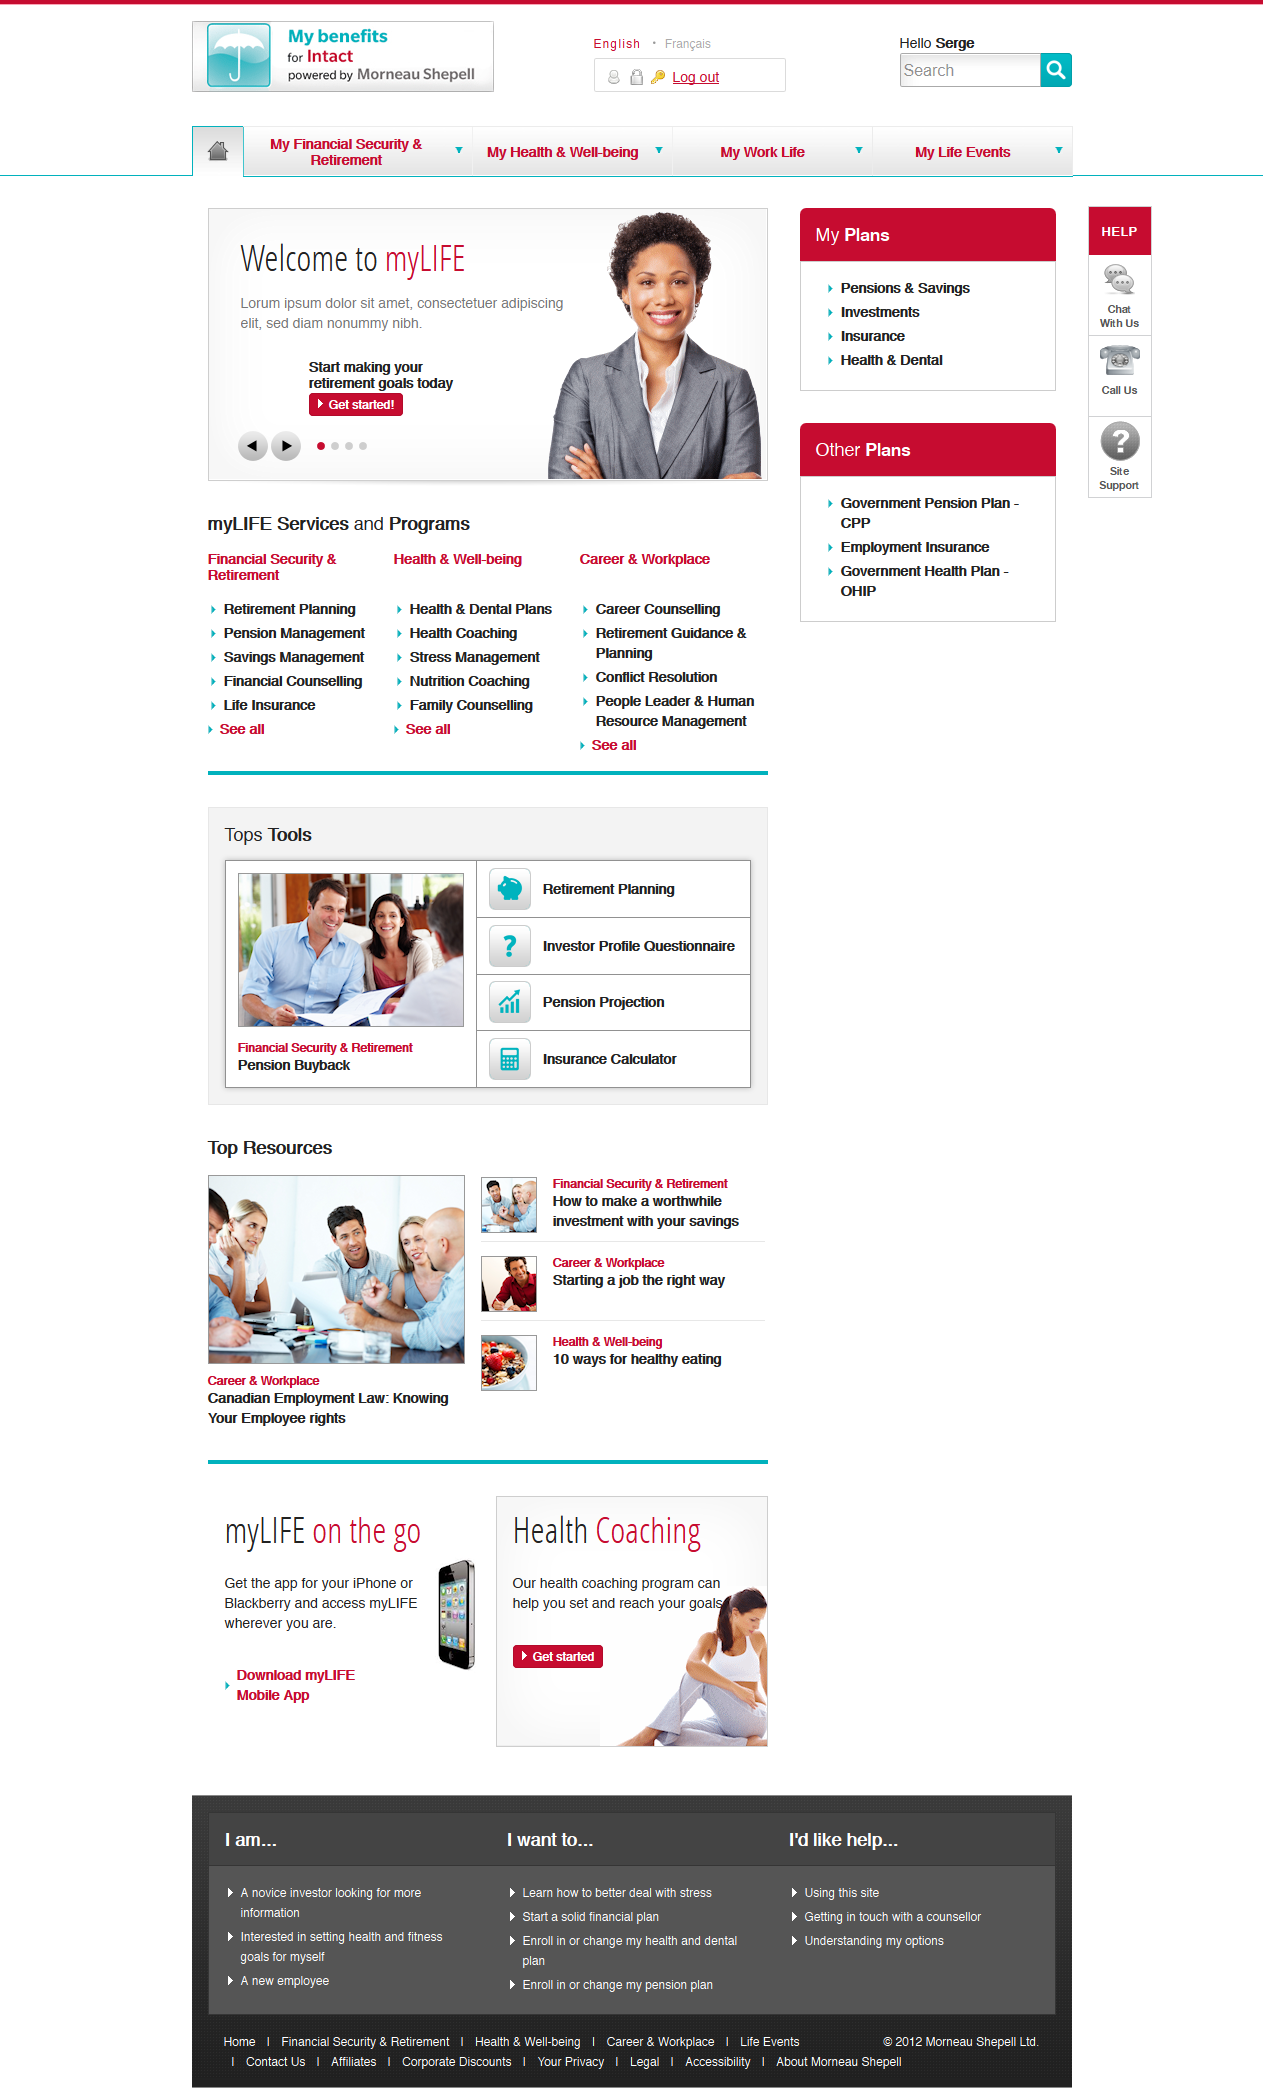 My benefits
for Intact
powered by Morneau Shepell
English • Français
Log out
Hello Serge
Search
My Financial Security &
Retirement
My Health & Well-being
My Work Life
My Life Events
Welcome to myLIFE
Lorum ipsum dolor sit amet, consectetuer adipiscing
elit, sed diam nonummy nibh.
Start making your
retirement goals today
Get started!
My Plans
Pensions & Savings
Investments
Insurance
Health & Dental
HELP
Chat
With Us
Call Us
Site
Support
Other Plans
Government Pension Plan -
CPP
Employment Insurance
Government Health Plan -
OHIP
myLIFE Services and Programs
Financial Security &
Retirement
Retirement Planning
Pension Management
Savings Management
Financial Counselling
Life Insurance
See all
Health & Well-being
Health & Dental Plans
Health Coaching
Stress Management
Nutrition Coaching
Family Counselling
See all
Career & Workplace
Career Counselling
Retirement Guidance &
Planning
Conflict Resolution
People Leader & Human
Resource Management
See all
Tops Tools
Financial Security & Retirement
Pension Buyback
Retirement Planning
Investor Profile Questionnaire
Pension Projection
Insurance Calculator
Top Resources
Career & Workplace
Canadian Employment Law: Knowing
Your Employee rights
Financial Security & Retirement
How to make a worthwhile
investment with your savings
Career & Workplace
Starting a job the right way
Health & Well-being
10 ways for healthy eating
myLIFE on the go
Get the app for your iPhone or
Blackberry and access myLIFE
wherever you are.
Download myLIFE
Mobile App
Health Coaching
Our health coaching program can
help you set and reach your goals
Get started
I am...
A novice investor looking for more
information
Interested in setting health and fitness
goals for myself
A new employee
I want to...
Learn how to better deal with stress
Start a solid financial plan
Enroll in or change my health and dental
plan
Enroll in or change my pension plan
I'd like help...
Using this site
Getting in touch with a counsellor
Understanding my options
Home | Financial Security & Retirement | Health & Well-being | Career & Workplace | Life Events
© 2012 Morneau Shepell Ltd.
| Contact Us | Affiliates | Corporate Discounts | Your Privacy | Legal | Accessibility | About Morneau Shepell